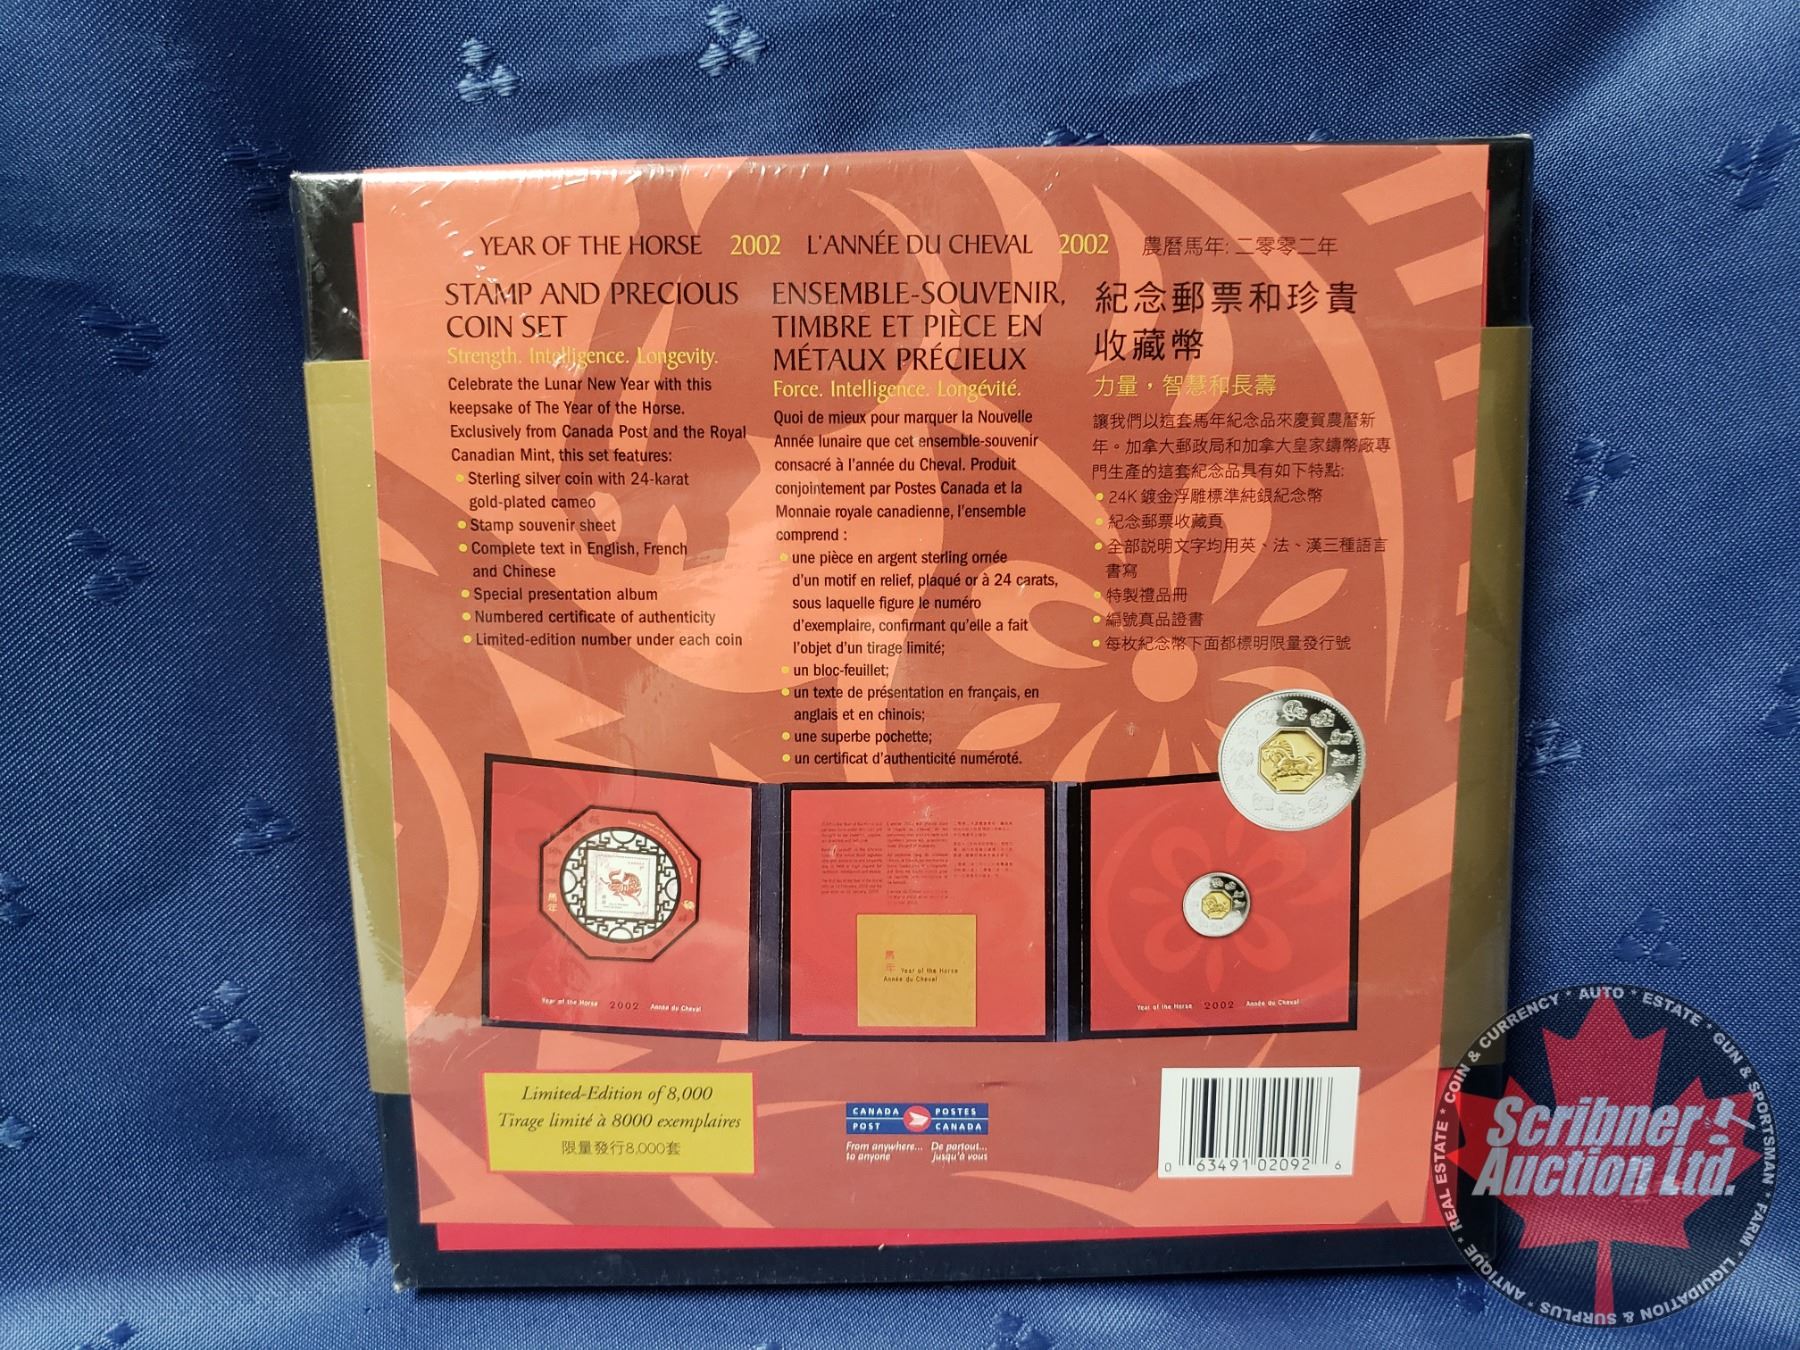 YEAR OF THE HORSE 2002 L'ANNÉE DU CHEVAL 2002 農曆馬年: 二零零二年
STAMP AND PRECIOUS
COIN SET
Strength. Intelligence. Longevity.
Celebrate the Lunar New Year with this
keepsake of The Year of the Horse.
Exclusively from Canada Post and the Royal
Canadian Mint, this set features:
• Sterling silver coin with 24-karat
gold-plated cameo
• Stamp souvenir sheet
• Complete text in English, French
and Chinese
• Special presentation album
• Numbered certificate of authenticity
• Limited-edition number under each coin
ENSEMBLE-SOUVENIR,
TIMBRE ET PIÈCE EN
MÉTAUX PRÉCIEUX
Force. Intelligence. Longévité.
Quoi de mieux pour marquer la Nouvelle
Année lunaire que cet ensemble-souvenir
consacré à l'année du Cheval. Produit
conjointement par Postes Canada et la
Monnaie royale canadienne, l'ensemble
comprend :
• une pièce en argent sterling ornée
d'un motif en relief, plaqué or à 24 carats,
sous laquelle figure le numéro
d'exemplaire, confirmant qu'elle a fait
l'objet d'un tirage limité;
• un bloc-feuillet;
• un texte de présentation en français, en
anglais et en chinois;
• une superbe pochette;
• un certificat d'authenticité numéroté.
紀念郵票和珍貴
收藏幣
力量，智慧和長壽
讓我們以這套馬年紀念品來慶賀農曆新
年。加拿大郵政局和加拿大皇家鑄幣廠專
門生產的這套紀念品具有如下特點:
• 24K 鍍金浮雕標準純銀紀念幣
• 紀念郵票收藏頁
• 全部説明文字均用英、法、漢三種語言
書寫
• 特製禮品冊
• 編號真品證書
• 每枚紀念幣下面都標明限量發行號
馬年
Year of the Horse 2002 Année du Cheval
馬
年 Year of the Horse
Année du Cheval
Year of the Horse 2002 Année du Cheval
Limited-Edition of 8,000
Tirage limité à 8000 exemplaires
限量發行8,000套
CANADA POSTES
POST CANADA
From anywhere... De partout...
to anyone jusqu'à vous
0 63491 02092 6
Scribner
Auction Ltd.
* COIN & CURRENCY * AUTO * ESTATE * GUN & SPORTSMAN * FARM * LIQUIDATION & SURPLUS * ANTIQUE * REAL ESTATE